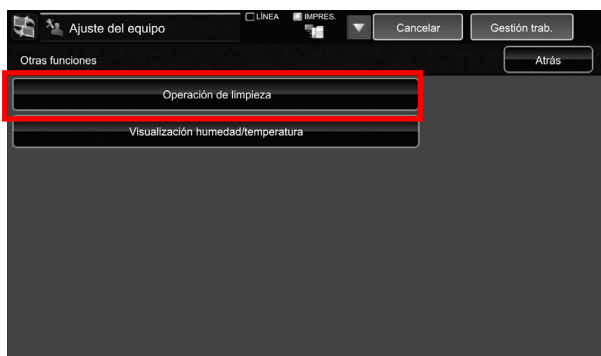 Ajuste del equipo
LÍNEA
IMPRES.
Cancelar
Gestión trab.
Otras funciones
Atrás
Operación de limpieza
Visualización humedad/temperatura